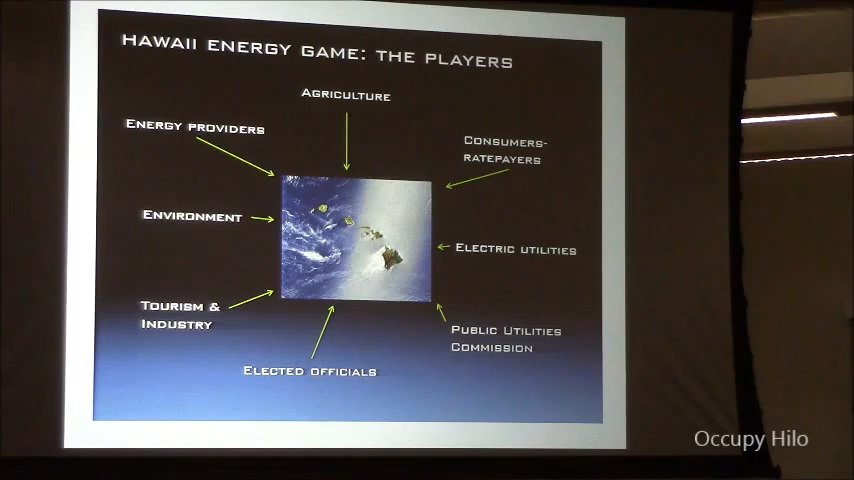 HAWAII ENERGY GAME: THE PLAYERS
AGRICULTURE
ENERGY PROVIDERS
CONSUMERS-
RATEPAYERS
ENVIRONMENT
ELECTRIC UTILITIES
TOURISM &
INDUSTRY
PUBLIC UTILITIES
COMMISSION
ELECTED OFFICIALS
Occupy Hilo